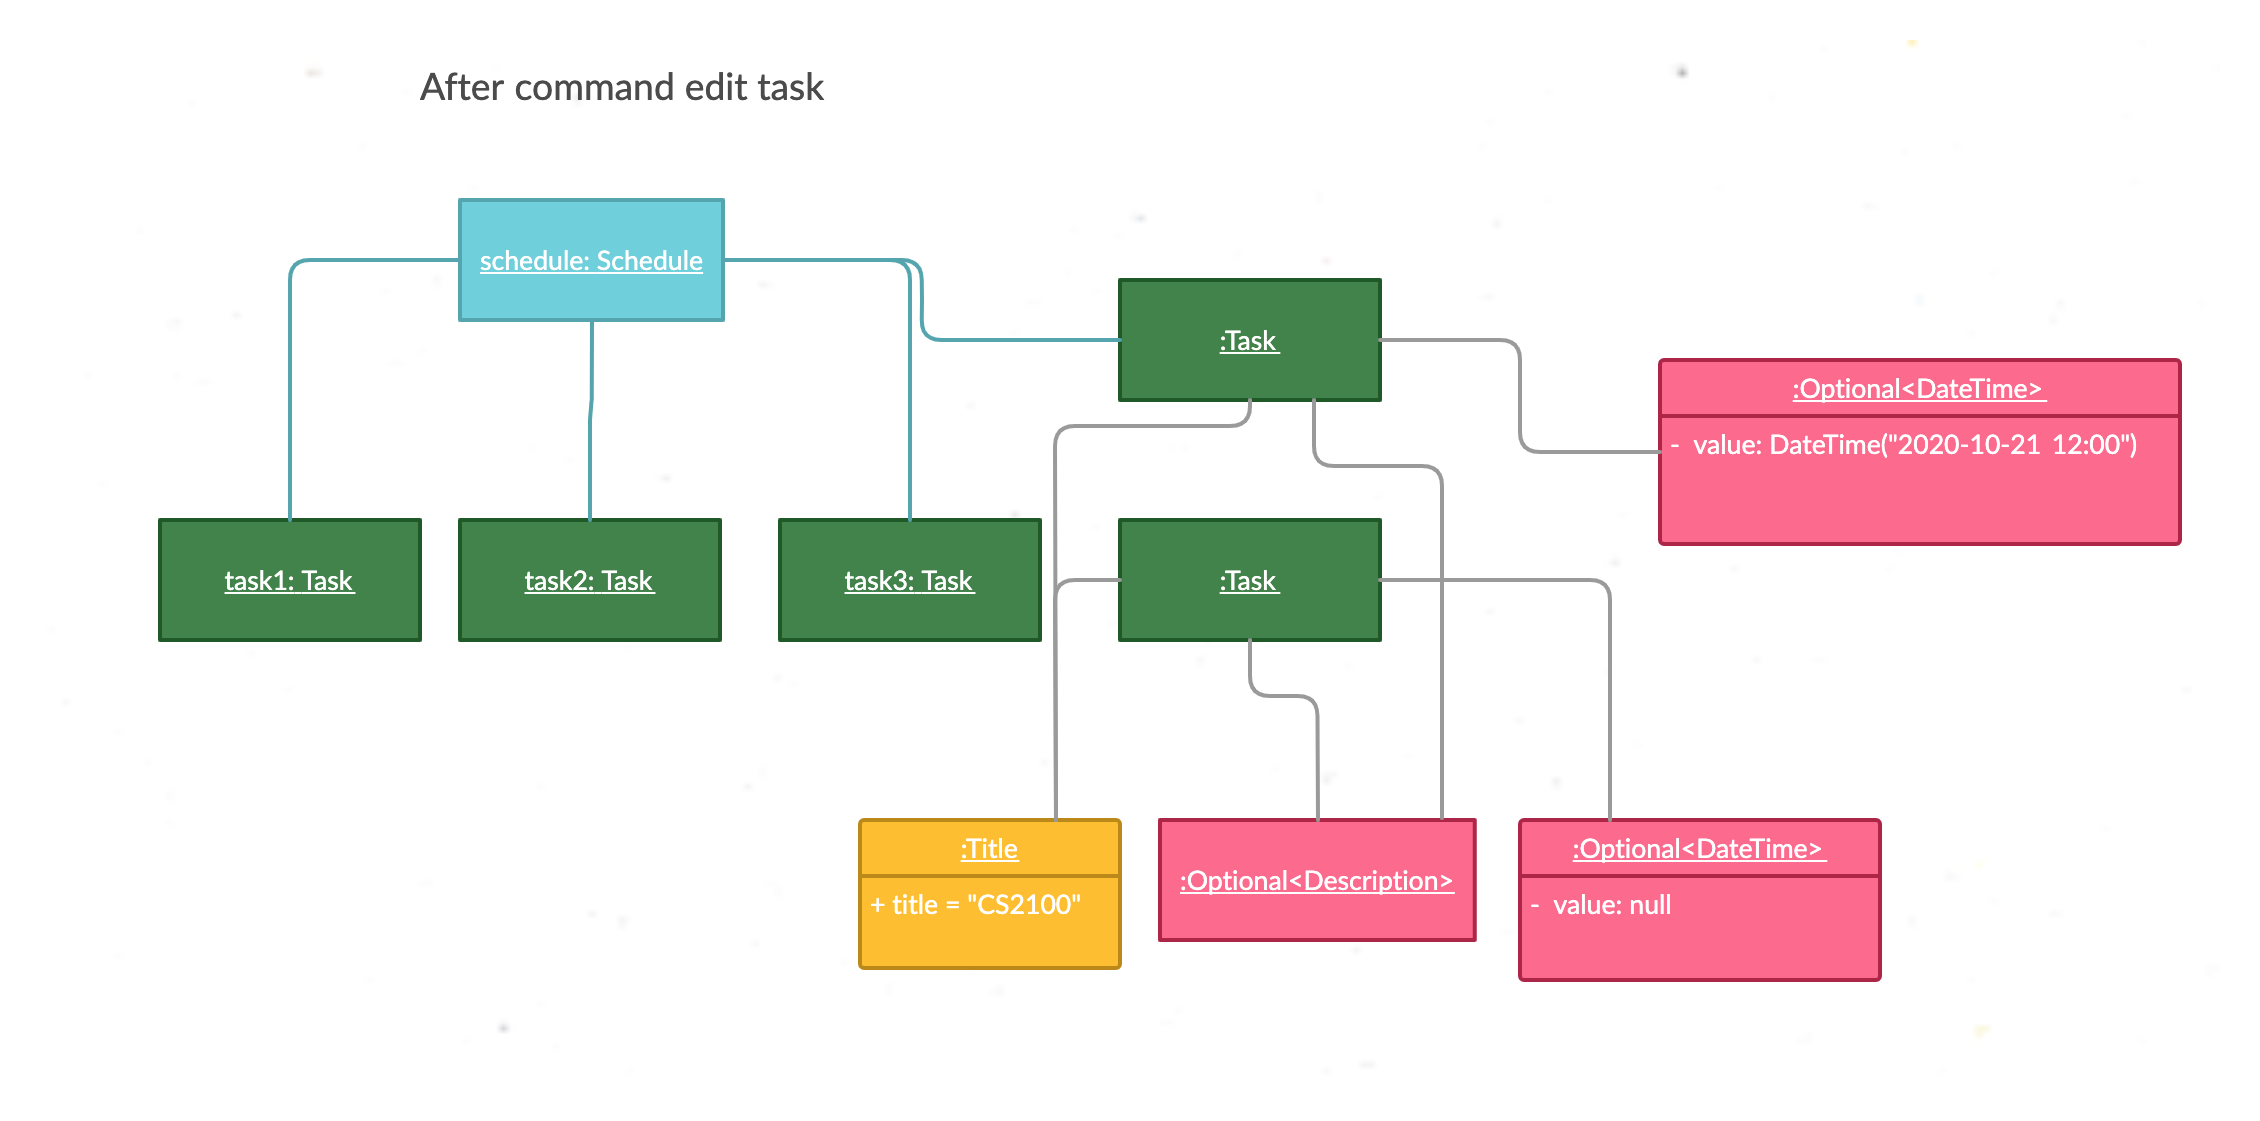 After command edit task
schedule: Schedule
:Task
:Optional<DateTime>
- value: DateTime("2020-10-21 12:00")
task1: Task
task2: Task
task3: Task
:Task
:Title
+ title = "CS2100"
:Optional<Description>
:Optional<DateTime>
- value: null